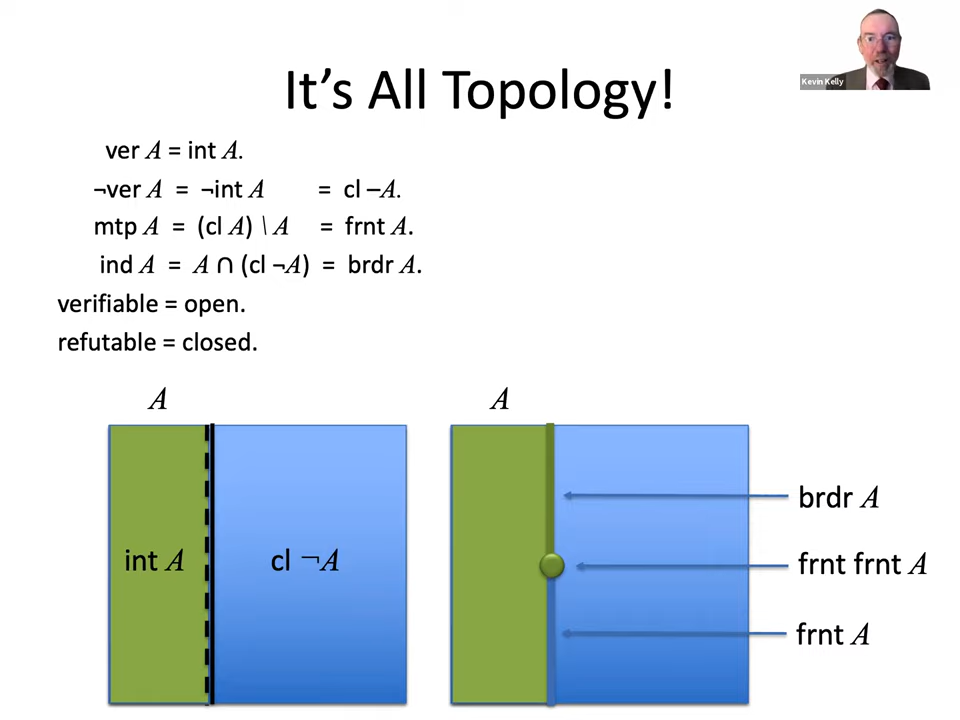 Kevin Kelly
It's All Topology!
ver A = int A.
¬ver A = ¬int A = cl –A.
mtp A = (cl A) \ A = frnt A.
ind A = A ∩ (cl ¬A) = brdr A.
verifiable = open.
refutable = closed.
A
A
int A
cl ¬A
brdr A
frnt frnt A
frnt A